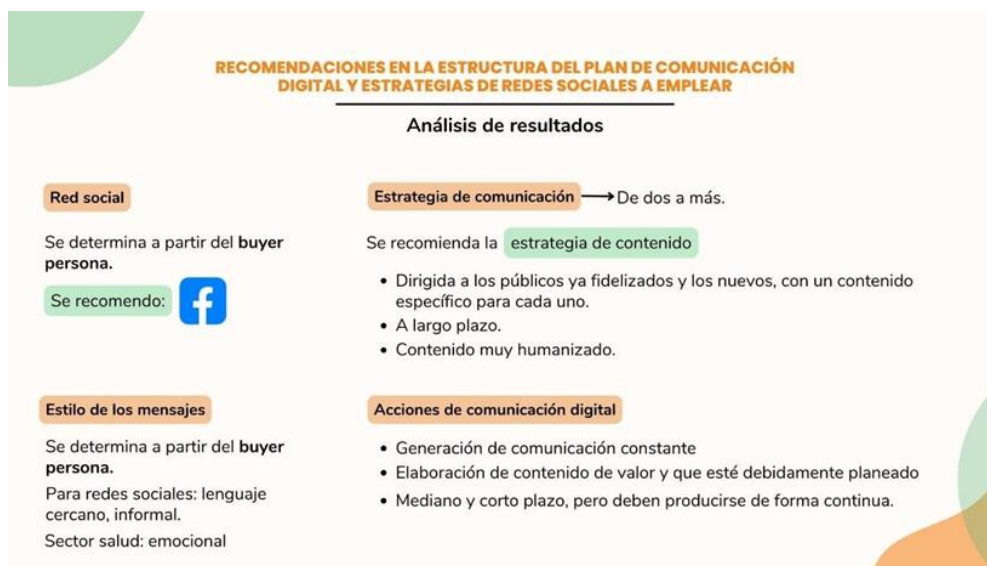 RECOMENDACIONES EN LA ESTRUCTURA DEL PLAN DE COMUNICACIÓN
DIGITAL Y ESTRATEGIAS DE REDES SOCIALES A EMPLEAR
Análisis de resultados
Red social
Se determina a partir del buyer
persona.
Se recomendo:
Estrategia de comunicación
De dos a más.
Se recomienda la estrategia de contenido
• Dirigida a los públicos ya fidelizados y los nuevos, con un contenido
específico para cada uno.
• A largo plazo.
• Contenido muy humanizado.
Estilo de los mensajes
Se determina a partir del buyer
persona.
Para redes sociales: lenguaje
cercano, informal.
Sector salud: emocional
Acciones de comunicación digital
• Generación de comunicación constante
• Elaboración de contenido de valor y que esté debidamente planeado
• Mediano y corto plazo, pero deben producirse de forma continua.